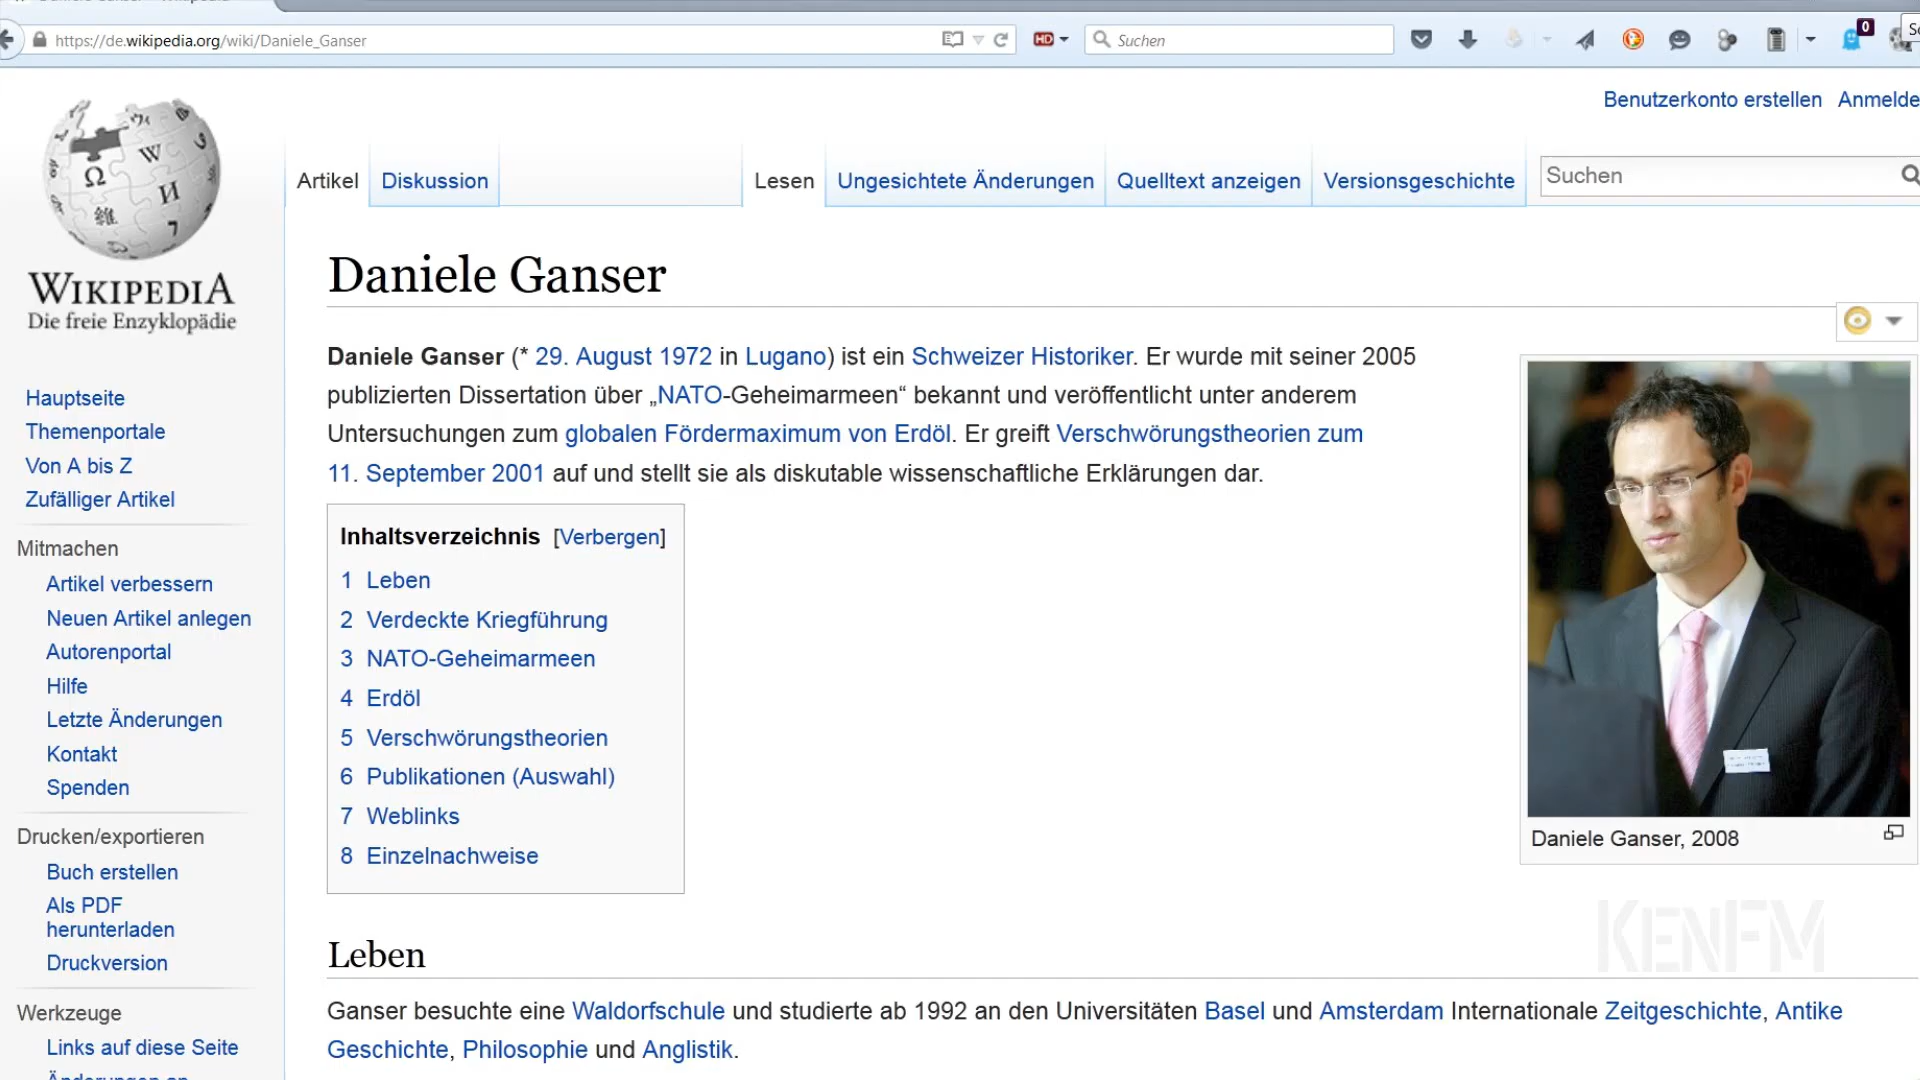 https://de.wikipedia.org/wiki/Daniele_Ganser
HD
Suchen
0
Benutzerkonto erstellen
Anmelde
Artikel
Diskussion
Lesen
Ungesichtete Änderungen
Quelltext anzeigen
Versionsgeschichte
Suchen
WIKIPEDIA
Die freie Enzyklopädie
Hauptseite
Themenportale
Von A bis Z
Zufälliger Artikel
Mitmachen
Artikel verbessern
Neuen Artikel anlegen
Autorenportal
Hilfe
Letzte Änderungen
Kontakt
Spenden
Drucken/exportieren
Buch erstellen
Als PDF
herunterladen
Druckversion
Werkzeuge
Links auf diese Seite
Änderungen an
Daniele Ganser
Daniele Ganser (* 29. August 1972 in Lugano) ist ein Schweizer Historiker. Er wurde mit seiner 2005
publizierten Dissertation über „NATO-Geheimarmeen“ bekannt und veröffentlicht unter anderem
Untersuchungen zum globalen Fördermaximum von Erdöl. Er greift Verschwörungstheorien zum
11. September 2001 auf und stellt sie als diskutable wissenschaftliche Erklärungen dar.
Inhaltsverzeichnis [Verbergen]
1 Leben
2 Verdeckte Kriegführung
3 NATO-Geheimarmeen
4 Erdöl
5 Verschwörungstheorien
6 Publikationen (Auswahl)
7 Weblinks
8 Einzelnachweise
Daniele Ganser, 2008
KENFM
Leben
Ganser besuchte eine Waldorfschule und studierte ab 1992 an den Universitäten Basel und Amsterdam Internationale Zeitgeschichte, Antike
Geschichte, Philosophie und Anglistik.